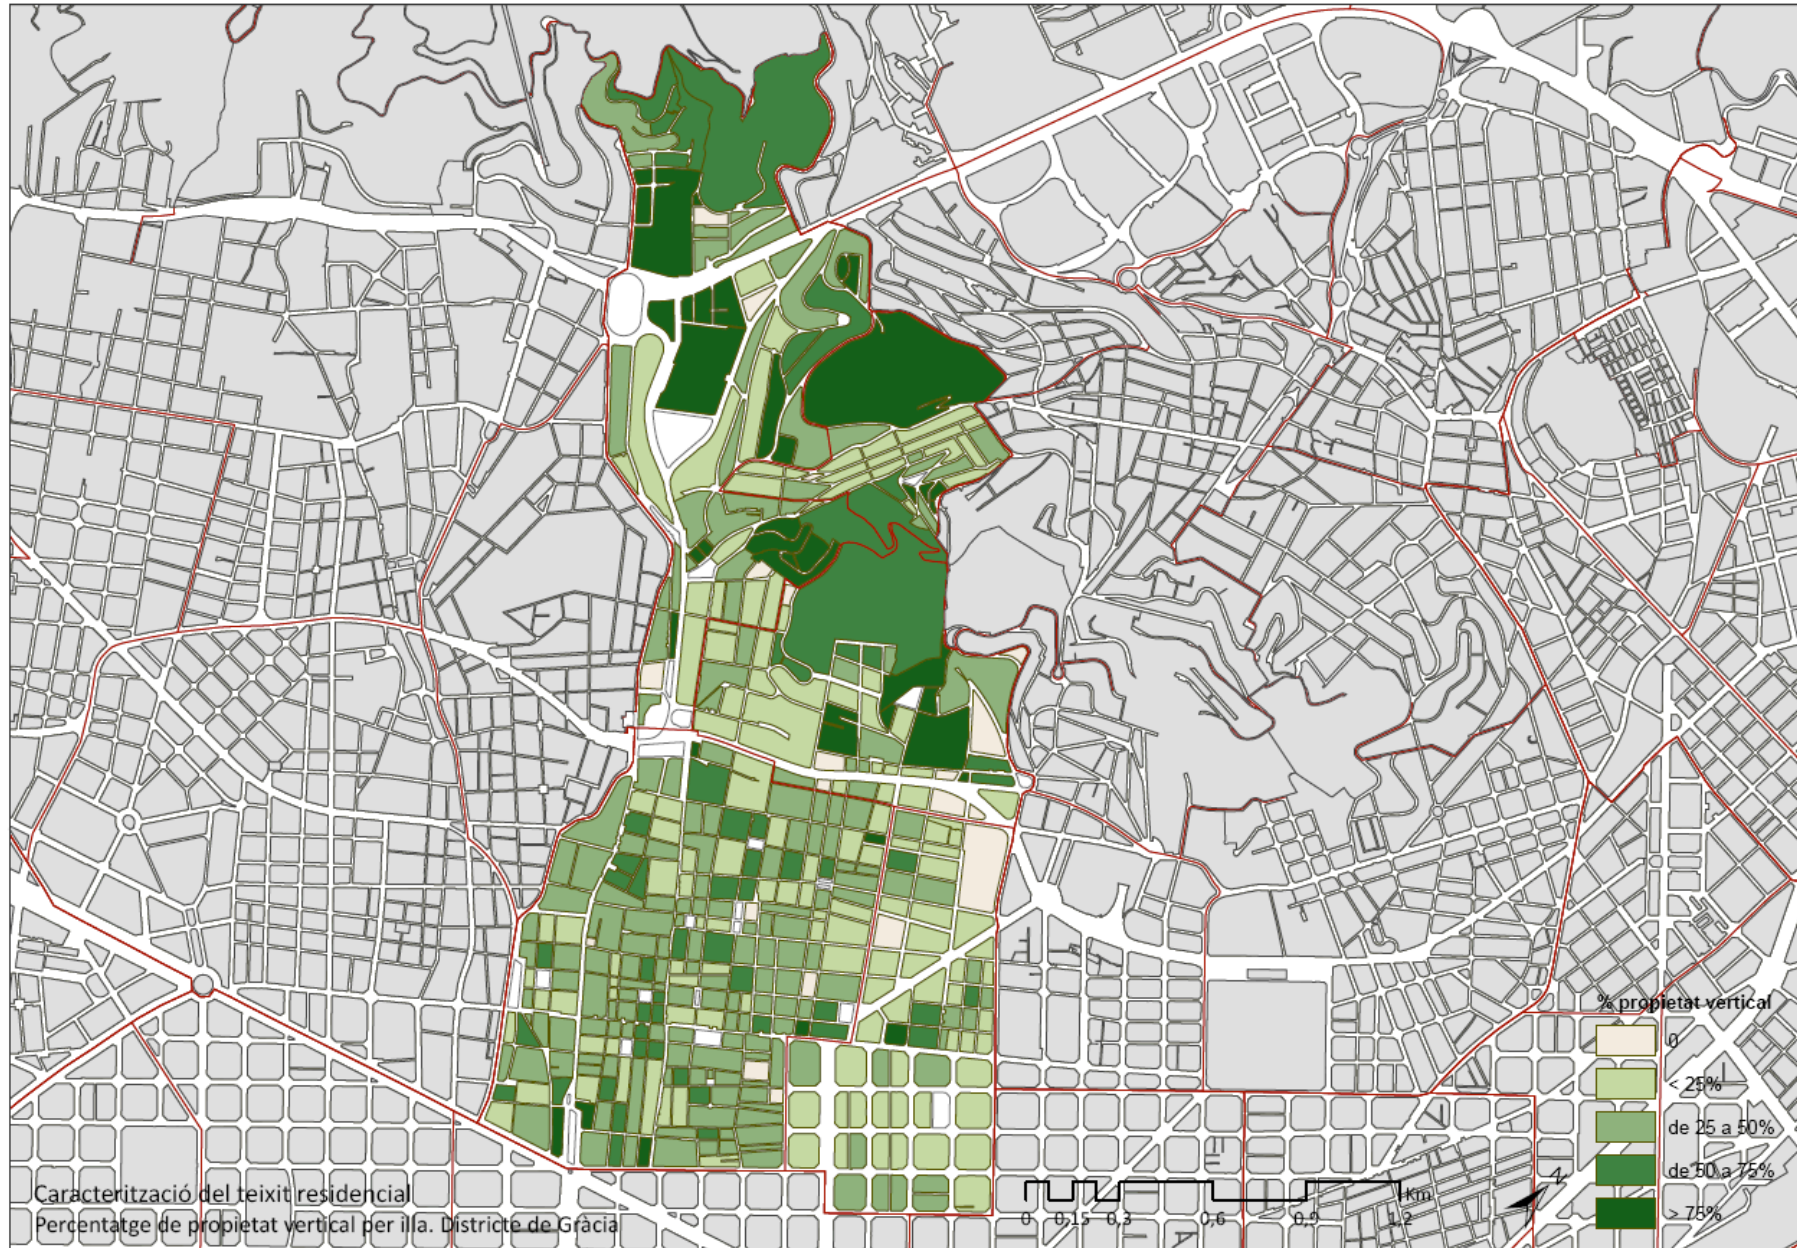 % propietat vertical
0
< 25%
de 25 a 50%
de 50 a 75%
> 75%
N
Km
0 0,15 0,3 0,6 0,9 1,2
Caracterització del teixit residencial
Percentatge de propietat vertical per illa. Districte de Gràcia